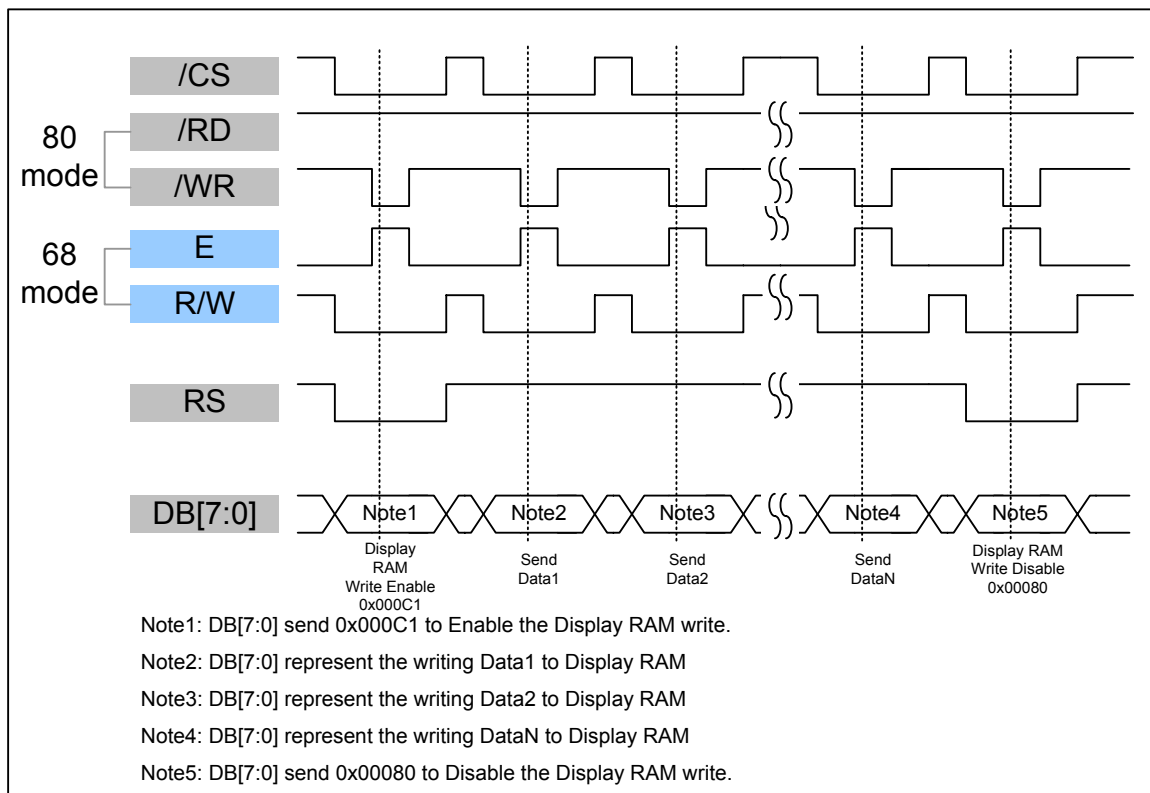 /CS
80
mode
/RD
/WR
68
mode
E
R/W
RS
DB[7:0]
Note1
Note2
Note3
Note4
Note5
Display
RAM
Write Enable
0x000C1
Send
Data1
Send
Data2
Send
DataN
Display RAM
Write Disable
0x00080
Note1: DB[7:0] send 0x000C1 to Enable the Display RAM write.
Note2: DB[7:0] represent the writing Data1 to Display RAM
Note3: DB[7:0] represent the writing Data2 to Display RAM
Note4: DB[7:0] represent the writing DataN to Display RAM
Note5: DB[7:0] send 0x00080 to Disable the Display RAM write.